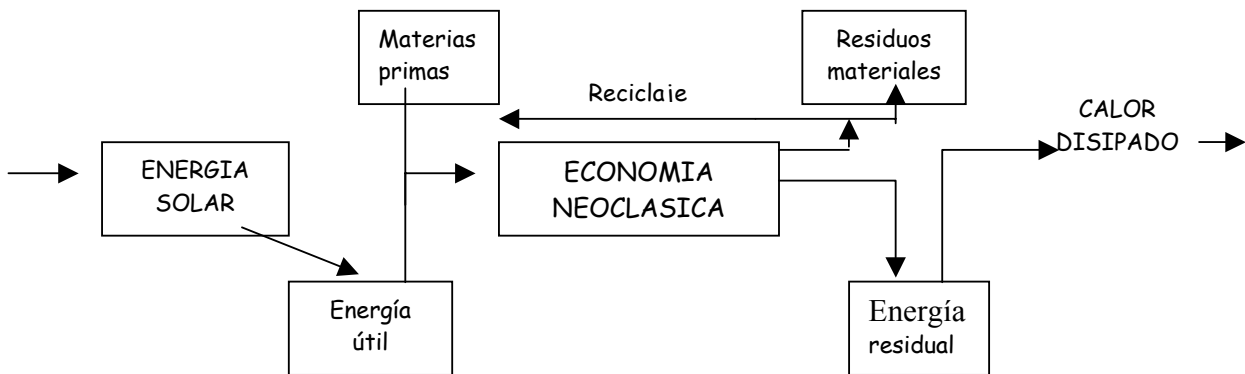 Materias
primas
Residuos
materiales
Reciclaje
CALOR
DISIPADO
ENERGIA
SOLAR
ECONOMIA
NEOCLASICA
Energía
útil
Energía
residual